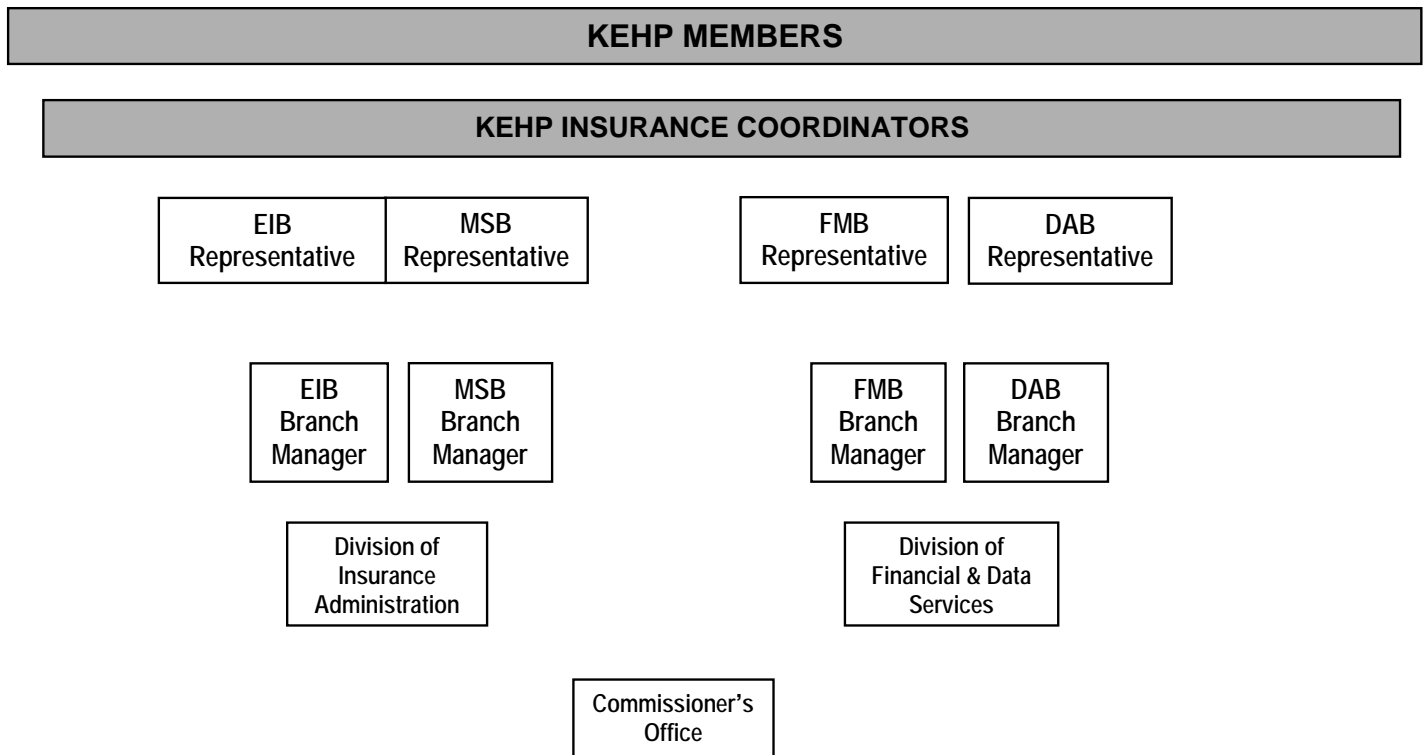 KEHP MEMBERS
KEHP INSURANCE COORDINATORS
EIB
Representative
MSB
Representative
FMB
Representative
DAB
Representative
EIB
Branch
Manager
MSB
Branch
Manager
FMB
Branch
Manager
DAB
Branch
Manager
Division of
Insurance
Administration
Division of
Financial & Data
Services
Commissioner's
Office